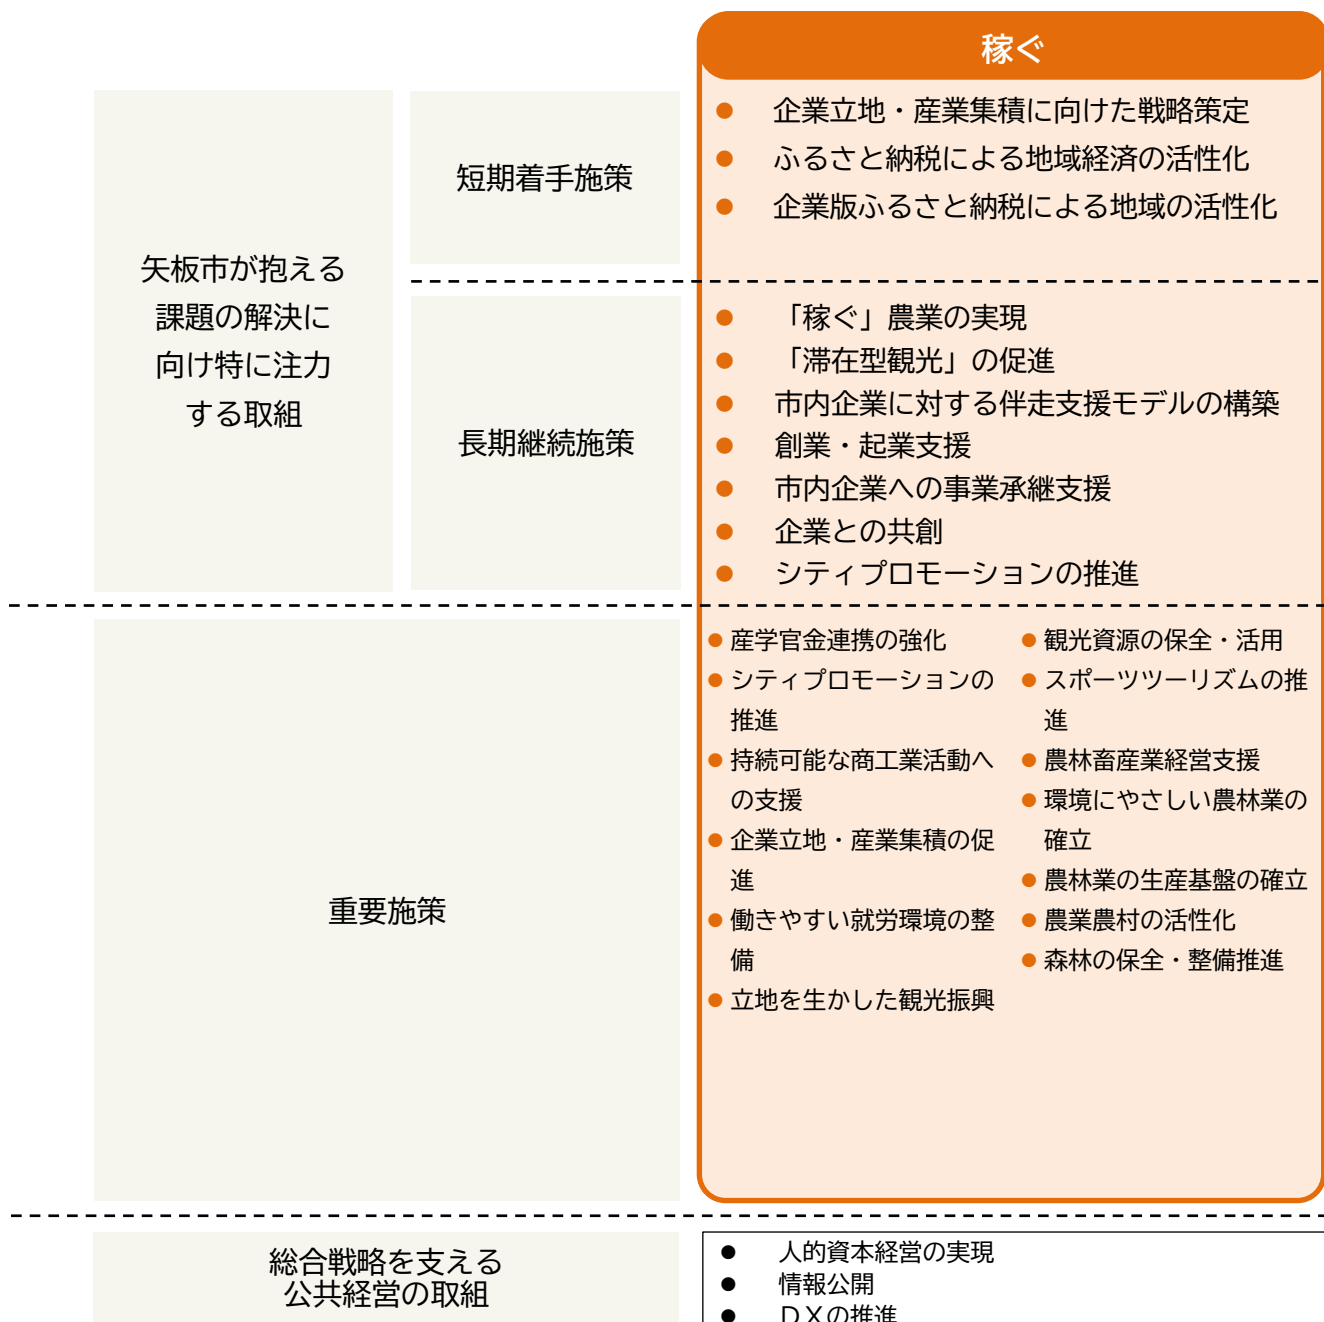 稼ぐ
矢板市が抱える
課題の解決に
向け特に注力
する取組
短期着手施策
● 企業立地・産業集積に向けた戦略策定
● ふるさと納税による地域経済の活性化
● 企業版ふるさと納税による地域の活性化
長期継続施策
● 「稼ぐ」農業の実現
● 「滞在型観光」の促進
● 市内企業に対する伴走支援モデルの構築
● 創業・起業支援
● 市内企業への事業承継支援
● 企業との共創
● シティプロモーションの推進
重要施策
● 産学官金連携の強化
● シティプロモーションの
推進
● 持続可能な商工業活動へ
の支援
● 企業立地・産業集積の促
進
● 働きやすい就労環境の整
備
● 立地を生かした観光振興
● 観光資源の保全・活用
● スポーツツーリズムの推
進
● 農林畜産業経営支援
● 環境にやさしい農林業の
確立
● 農林業の生産基盤の確立
● 農業農村の活性化
● 森林の保全・整備推進
総合戦略を支える
公共経営の取組
● 人的資本経営の実現
● 情報公開
● ＤＸの推進